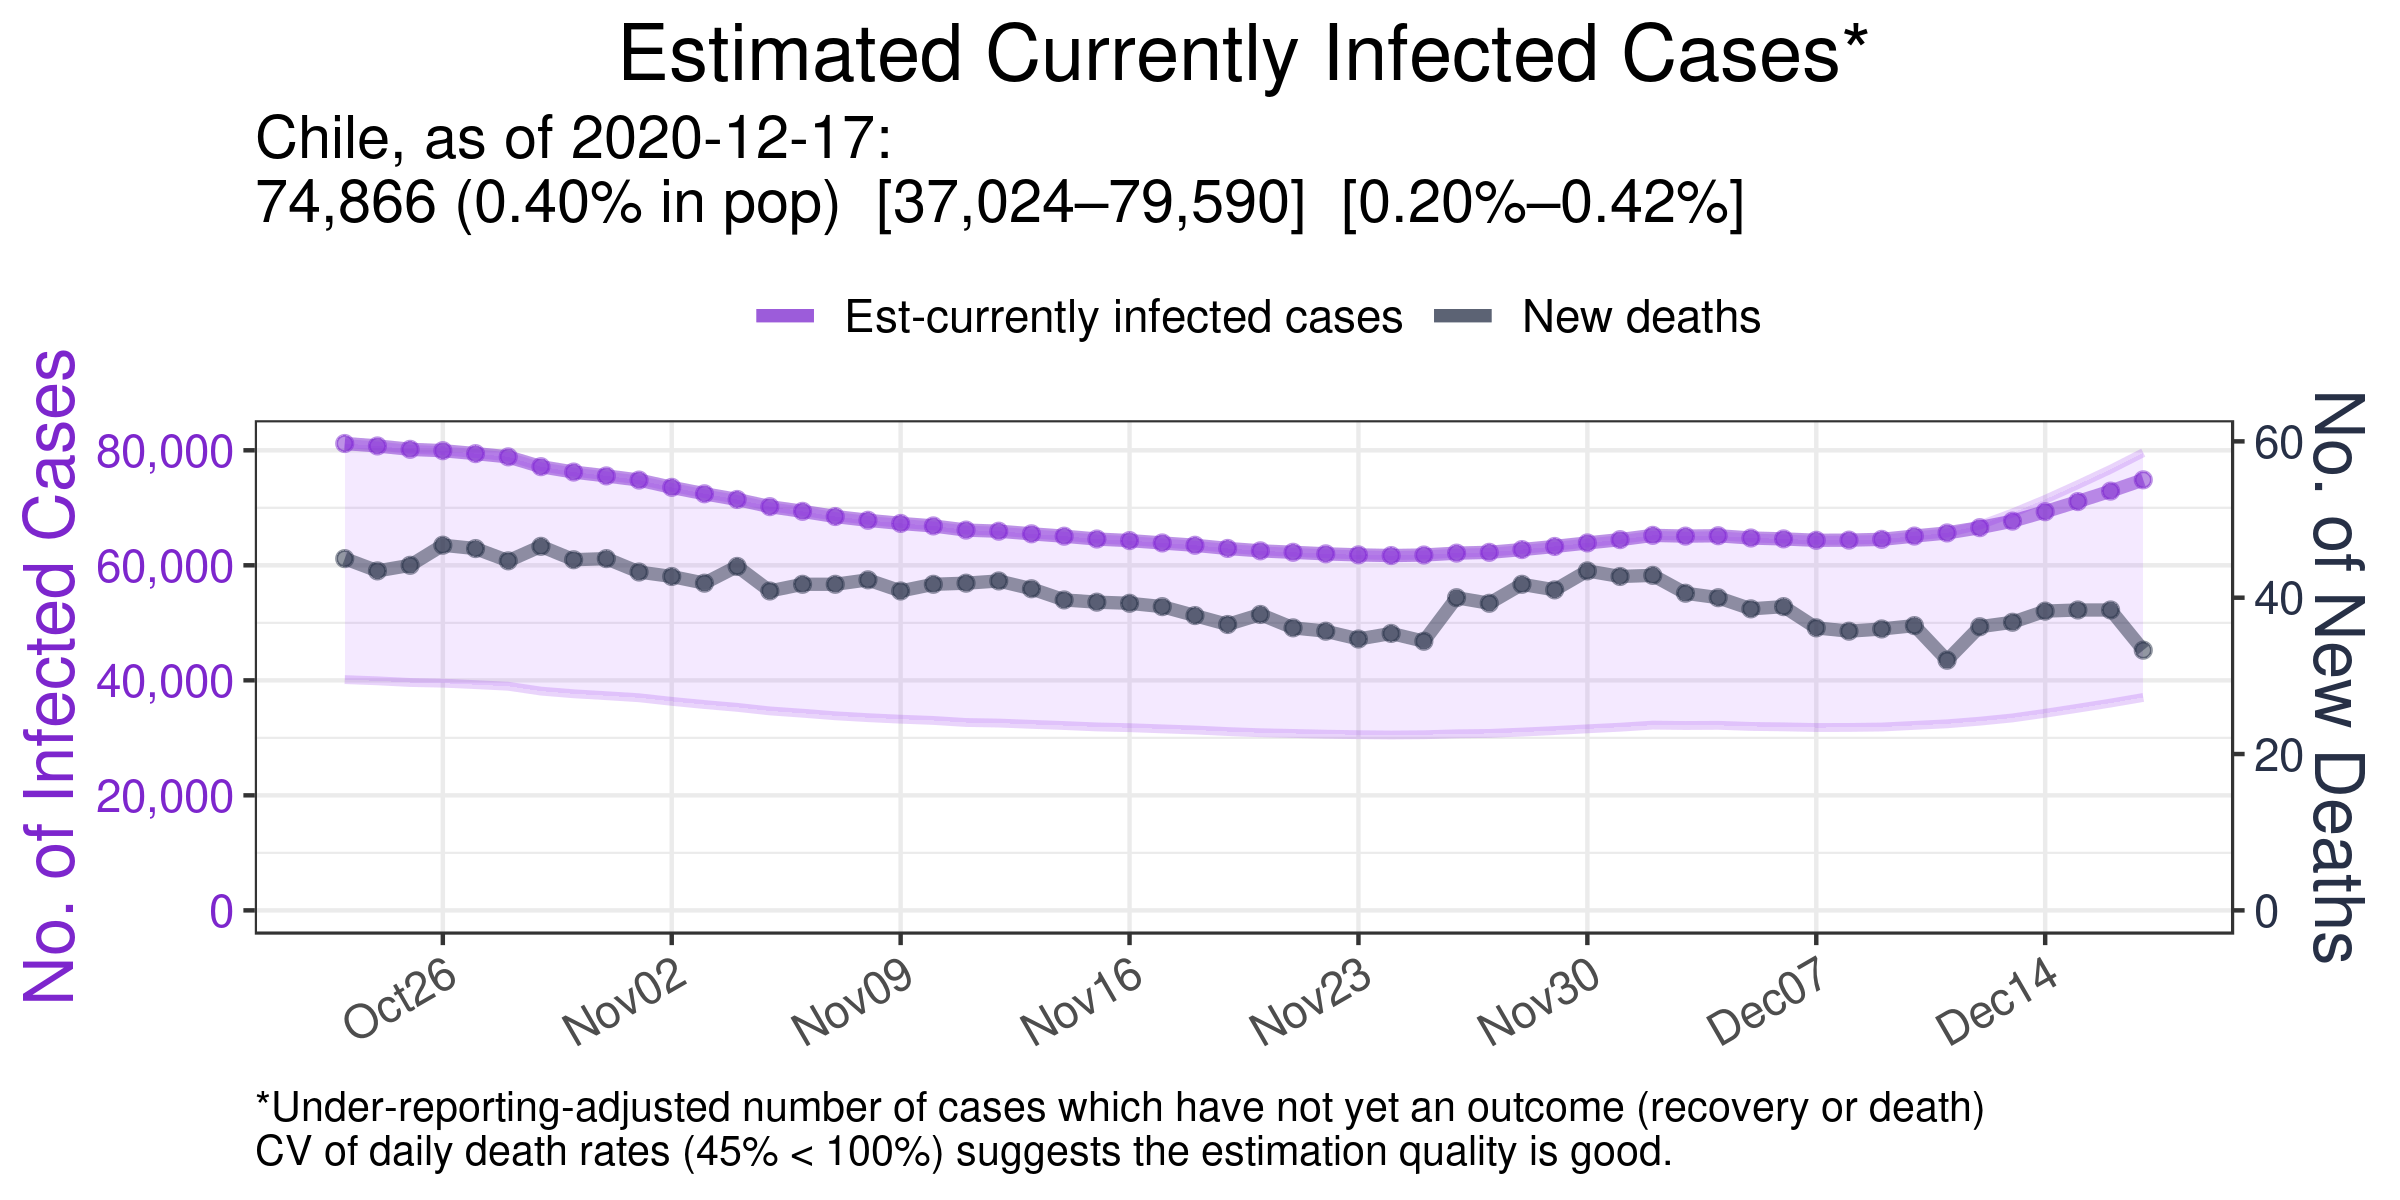 Estimated Currently Infected Cases*
Chile, as of 2020-12-17:
74,866 (0.40% in pop)  [37,024–79,590]  [0.20%–0.42%]
Est-currently infected cases
New deaths
No. of Infected Cases
80,000
60,000
40,000
20,000
0
60
40
20
0
No. of New Deaths
Oct26
Nov02
Nov09
Nov16
Nov23
Nov30
Dec07
Dec14
*Under-reporting-adjusted number of cases which have not yet an outcome (recovery or death)
CV of daily death rates (45% < 100%) suggests the estimation quality is good.